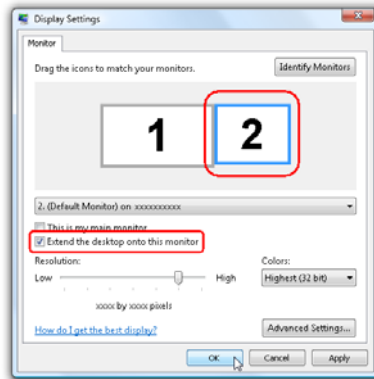 Display Settings
Monitor
Drag the icons to match your monitors.
Identify Monitors
1
2
2. (Default Monitor) on xxxxxxxxxx
This is my main monitor
Extend the desktop onto this monitor
Resolution:
Colors:
Low
High
Highest (32 bit)
xxxx by xxxx pixels
How do I get the best display?
Advanced Settings...
OK
Cancel
Apply